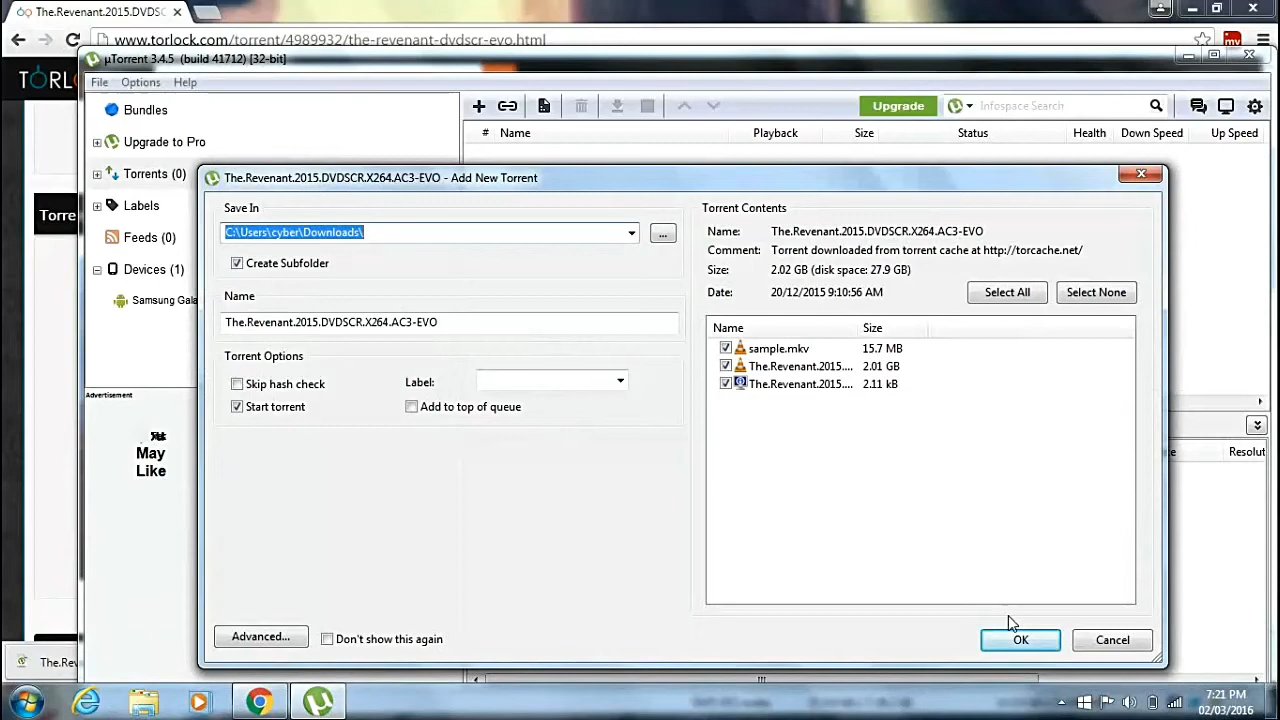 The.Revenant.2015.DVDSC
www.torlock.com/torrent/4989932/the-revenant-dvdscr-evo.html
my
TORL
µTorrent 3.4.5 (build 41712) [32-bit]
File Options Help
Bundles
Upgrade to Pro
Torrents (0)
Labels
Feeds (0)
Devices (1)
Samsung Gala
Upgrade
Infospace Search
# Name Playback Size Status Health Down Speed Up Speed
Torre
Advertisement
May
Like
Resolut
The.Revenant.2015.DVDSCR.X264.AC3-EVO - Add New Torrent
Save In
C:\Users\cyber\Downloads\
...
Create Subfolder
Name
The.Revenant.2015.DVDSCR.X264.AC3-EVO
Torrent Options
Skip hash check
Label:
Start torrent
Add to top of queue
Torrent Contents
Name: The.Revenant.2015.DVDSCR.X264.AC3-EVO
Comment: Torrent downloaded from torrent cache at http://torcache.net/
Size: 2.02 GB (disk space: 27.9 GB)
Date: 20/12/2015 9:10:56 AM
Select All
Select None
Name Size
sample.mkv 15.7 MB
The.Revenant.2015.... 2.01 GB
The.Revenant.2015.... 2.11 kB
Advanced...
Don't show this again
OK
Cancel
The.Rev
7:21 PM
02/03/2016